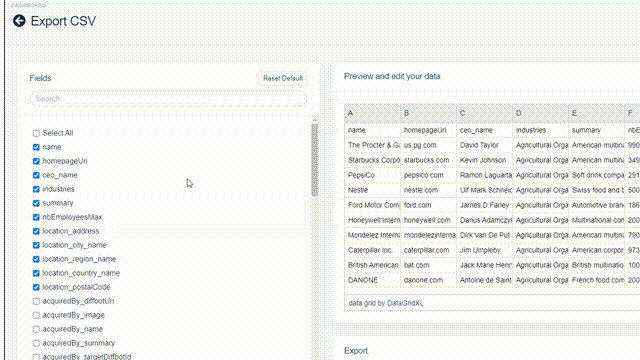 DASHBOARD
Export CSV
Fields
Reset Default
Search
Select All
name
homepageUri
ceo_name
industries
summary
nbEmployeesMax
location_address
location_city_name
location_region_name
location_country_name
location_postalCode
acquiredBy_diffbotUri
acquiredBy_image
acquiredBy_name
acquiredBy_summary
acquiredBy_targetDiffbotId
Preview and edit your data
A B C D E F
name homepageUri ceo_name industries summary nbE
The Procter & Ga us.pg.com David Taylor Agricultural Orga American multina 990
Starbucks Corpo starbucks.com Kevin Johnson Agricultural Orga American multina 349
PepsiCo pepsico.com Ramon Laguarta Agricultural Orga Soft drink compa 291
Nestlé nestle.com Ulf Mark Schneid Agricultural Orga Swiss food and b 500
Ford Motor Com ford.com James D.Farley Agricultural Orga Automotive bran 186
Honeywell Intern honeywell.com Darius Adamczyk Agricultural Orga Multinational con 200
Mondelez Interna mondelezinterna Dirk Van De Put Agricultural Orga American multina 790
Caterpillar Inc. caterpillar.com Jim Umpleby Agricultural Orga American corpor 973
British American bat.com Jack Marie Henr Agricultural Orga British multinatio 100
DANONE danone.com Antoine de Saint Agricultural Orga French food com 200
data grid by DataGridXL
Export